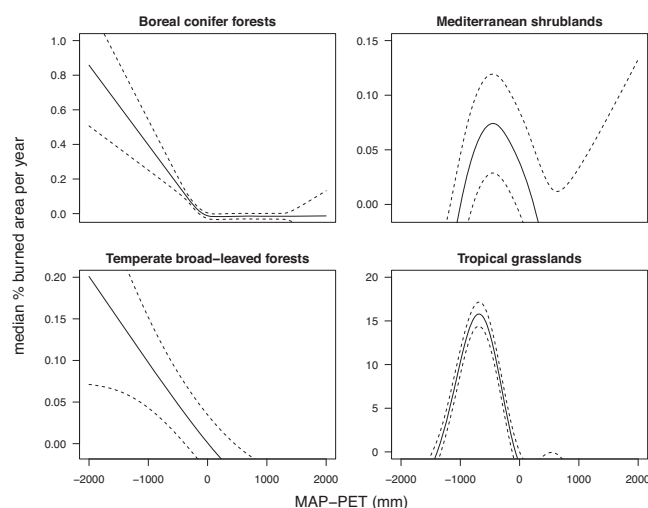 Boreal conifer forests
Mediterranean shrublands
1.0
0.8
0.6
0.4
0.2
0.0
0.15
0.10
0.05
0.00
Temperate broad−leaved forests
Tropical grasslands
0.20
0.15
0.10
0.05
0.00
20
15
10
5
0
−2000 −1000 0 1000 2000
−2000 −1000 0 1000 2000
median % burned area per year
MAP−PET (mm)